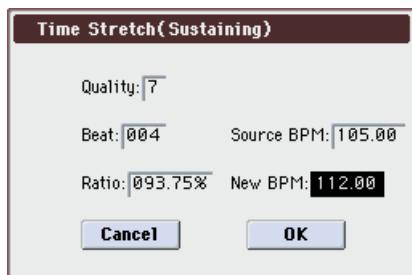 Time Stretch(Sustaining)
Quality: 7
Beat: 004 Source BPM: 105.00
Ratio: 093.75% New BPM: 112.00
Cancel OK